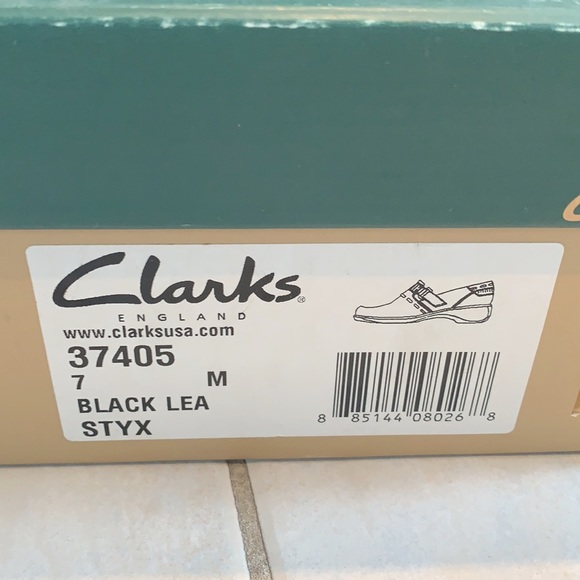 Clarks®
ENGLAND
www.clarksusa.com
37405
7 M
BLACK LEA
STYX
8 85144 08026 8